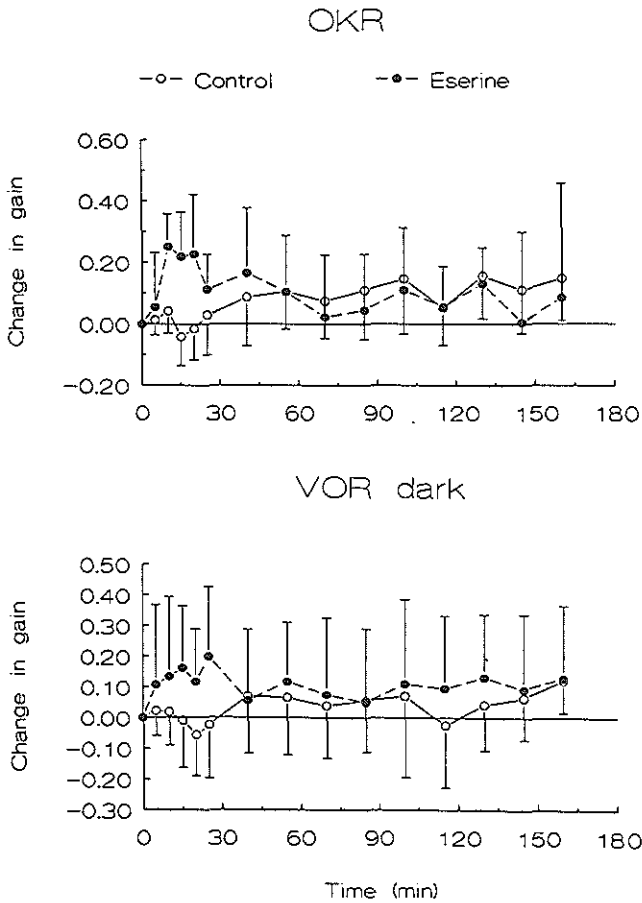 OKR
Control Eserine
Change in gain
0.60
0.40
0.20
0.00
-0.20
0 30 60 90 120 150 180
VOR dark
Change in gain
0.50
0.40
0.30
0.20
0.10
0.00
-0.10
-0.20
-0.30
0 30 60 90 120 150 180
Time (min)